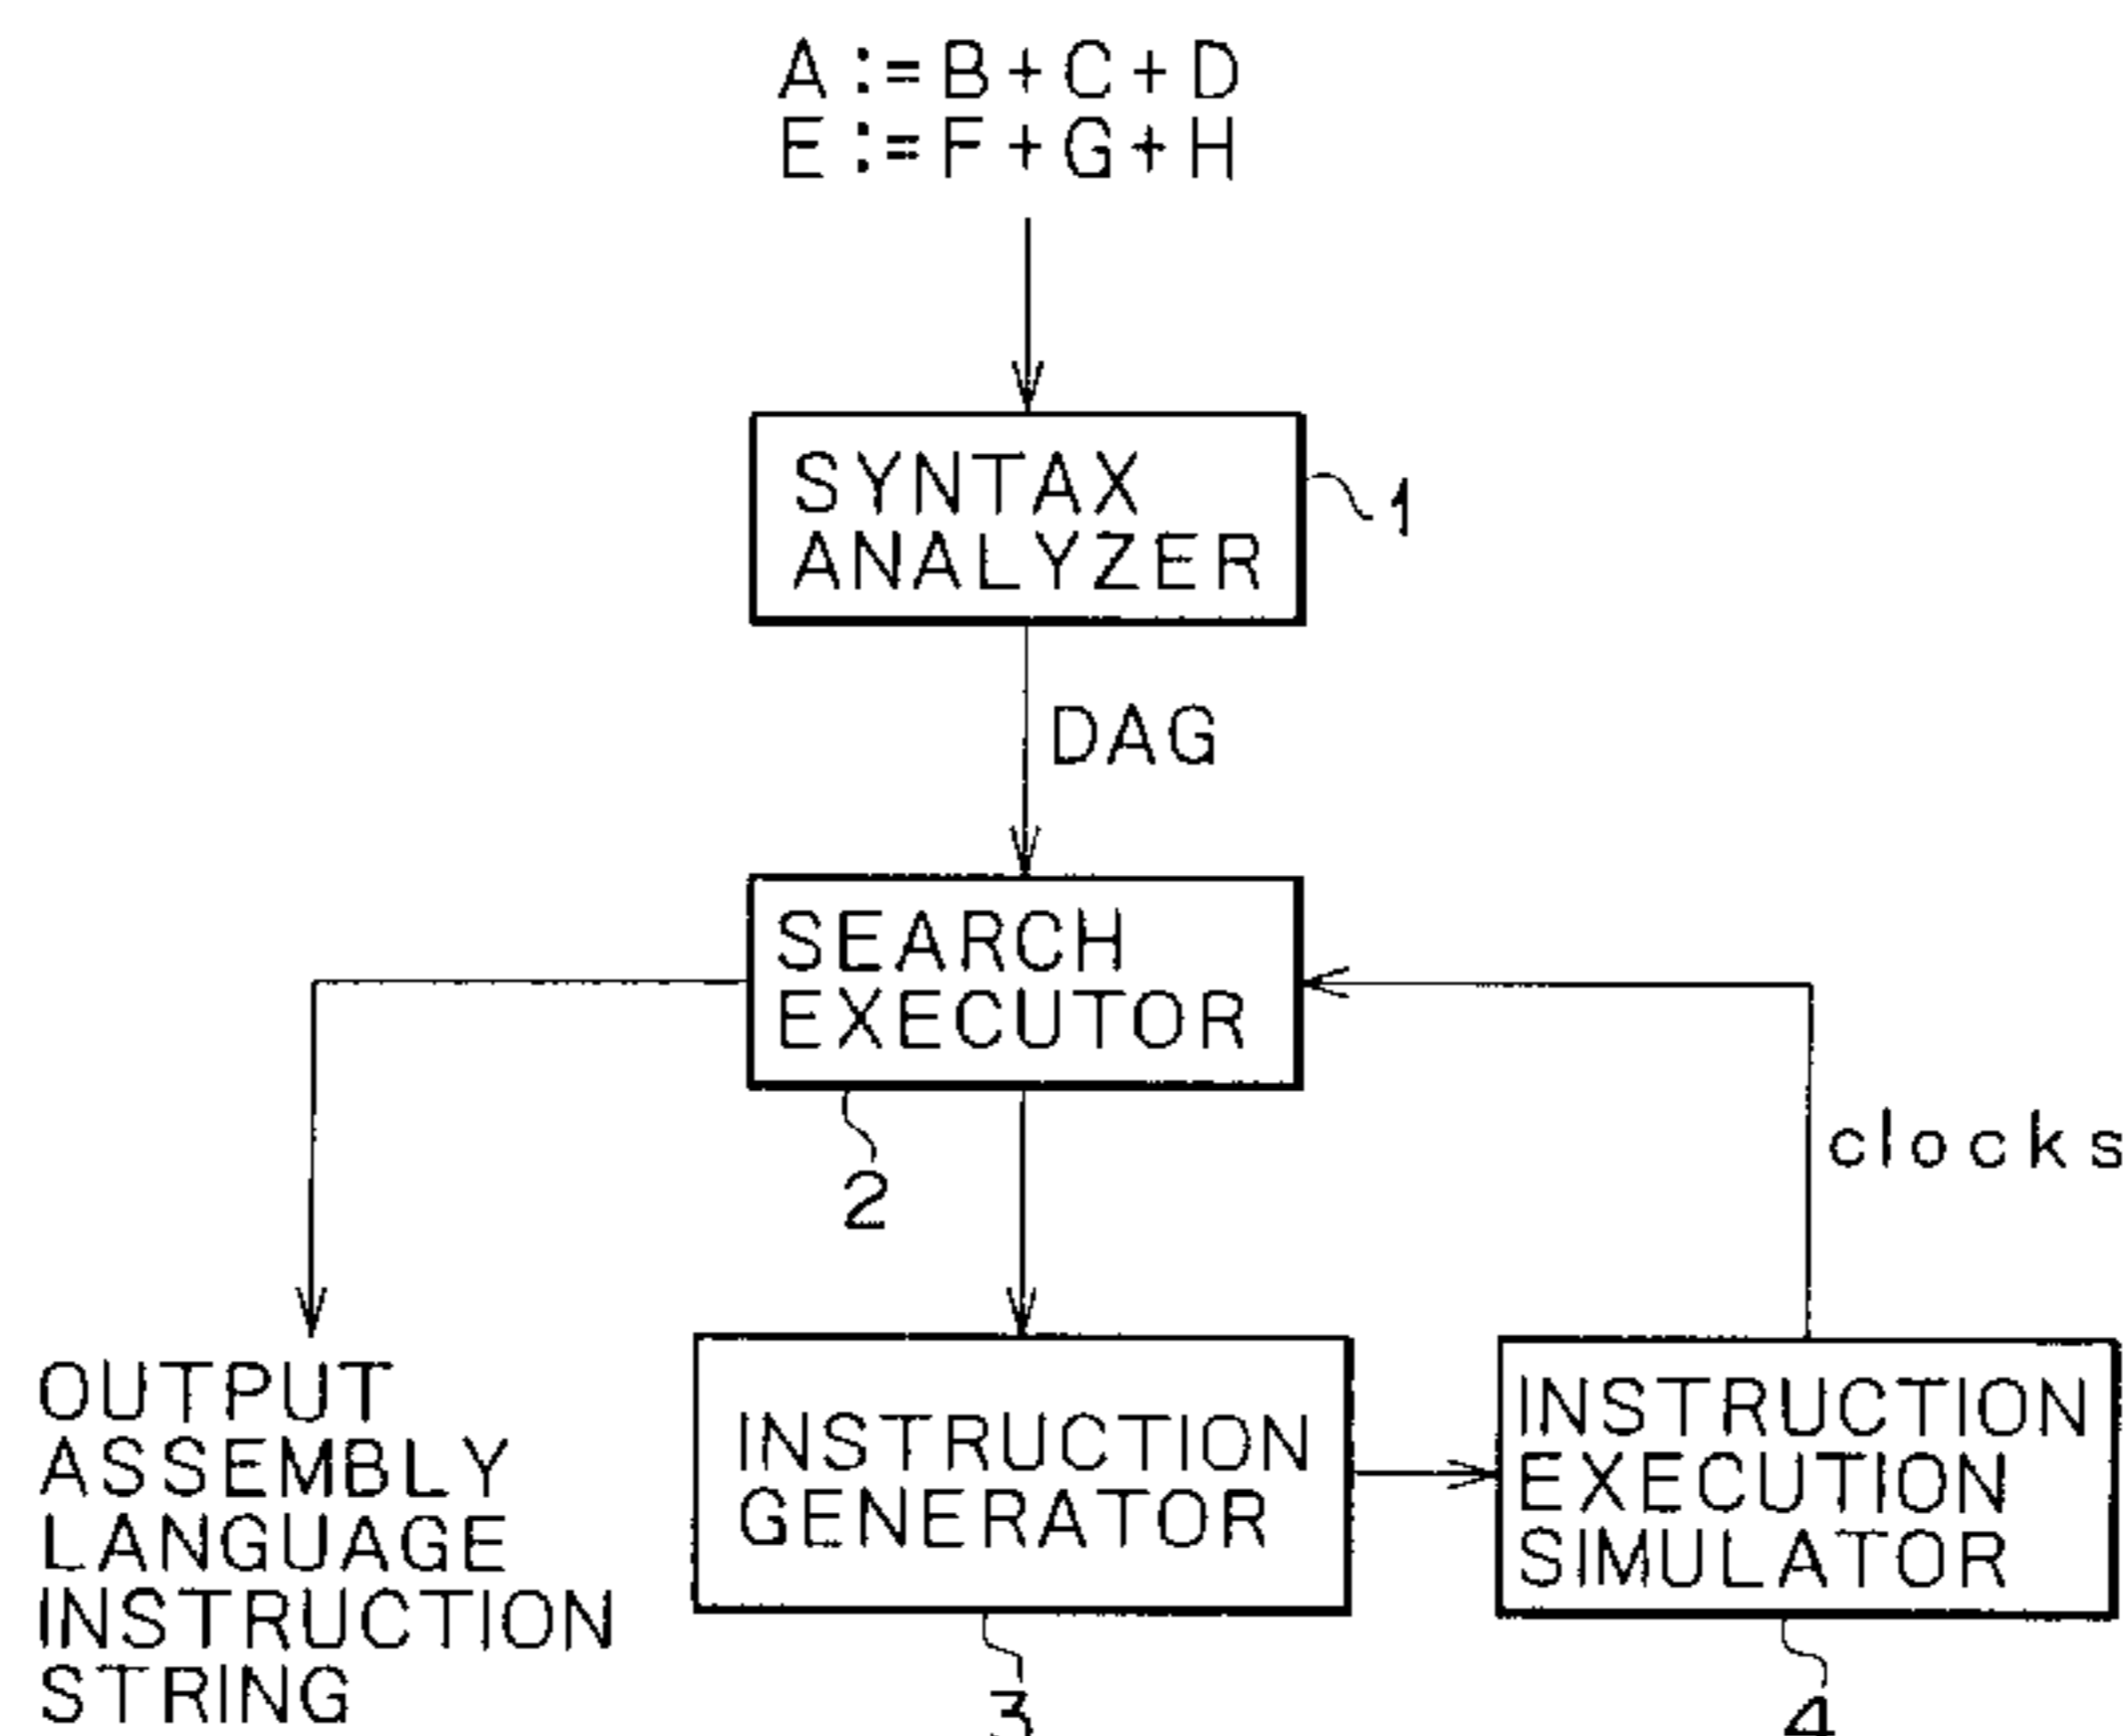 A:=B+C+D
E:=F+G+H
SYNTAX
ANALYZER
1
DAG
SEARCH
EXECUTOR
2
clocks
OUTPUT
ASSEMBLY
LANGUAGE
INSTRUCTION
STRING
INSTRUCTION
GENERATOR
3
INSTRUCTION
EXECUTION
SIMULATOR
4